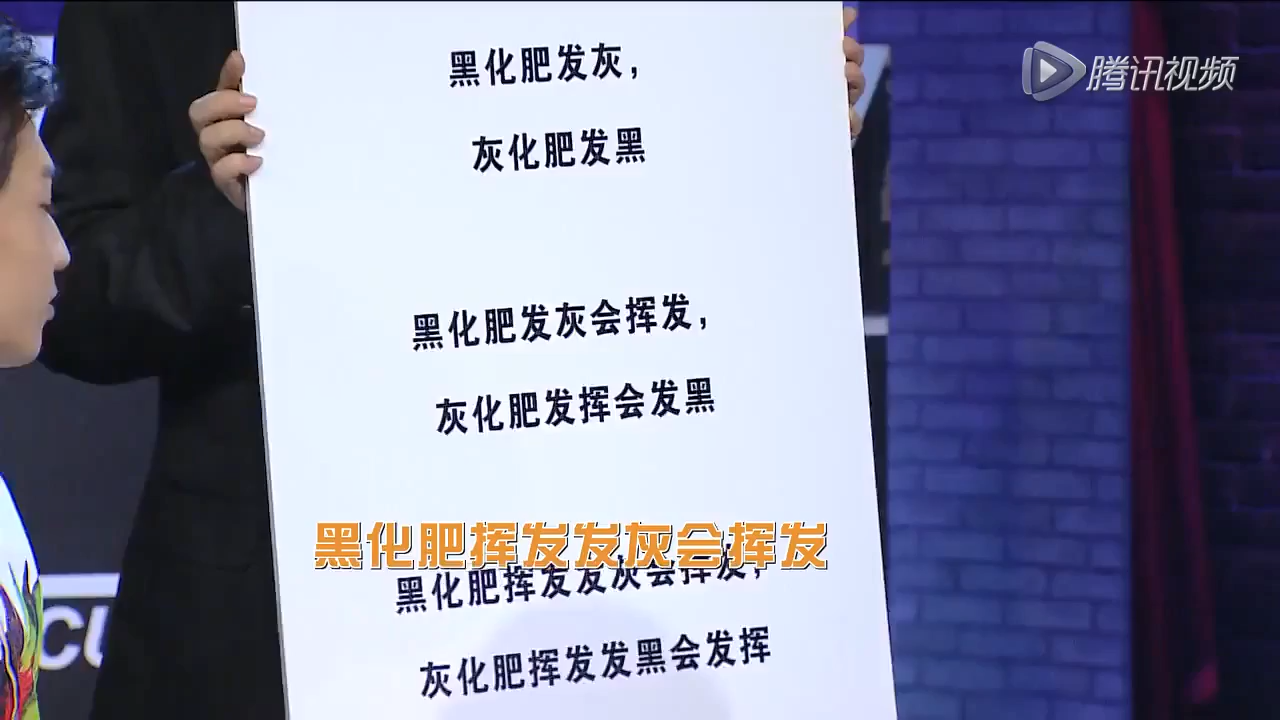 腾讯视频
黑化肥发灰，
灰化肥发黑
黑化肥发灰会挥发，
灰化肥发挥会发黑
黑化肥挥发发灰会挥发
黑化肥挥发发灰会挥发，
灰化肥挥发发黑会发挥
CU